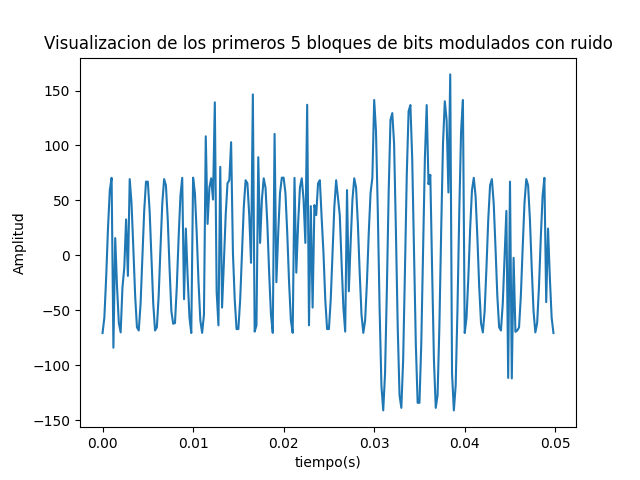 Visualizacion de los primeros 5 bloques de bits modulados con ruido
150
100
50
0
−50
−100
−150
Amplitud
0.00 0.01 0.02 0.03 0.04 0.05
tiempo(s)